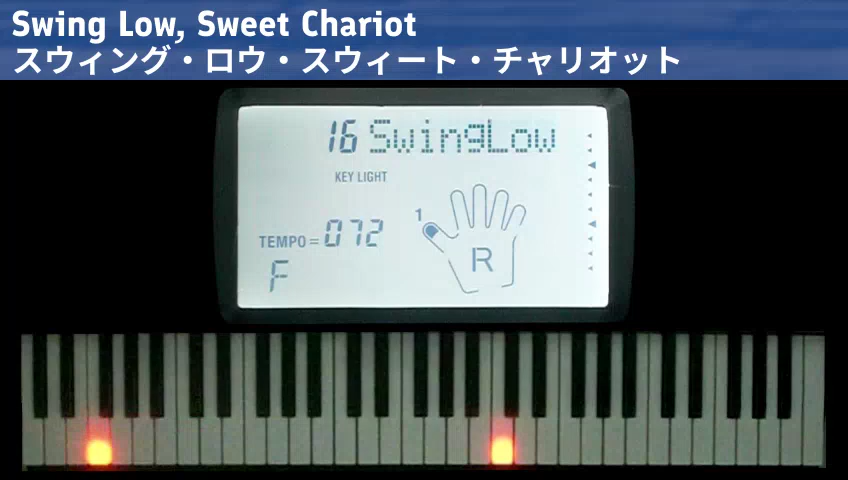 Swing Low, Sweet Chariot
スウィング・ロウ・スウィート・チャリオット
16 SwingLow
KEY LIGHT
1
TEMPO = 072
R
F